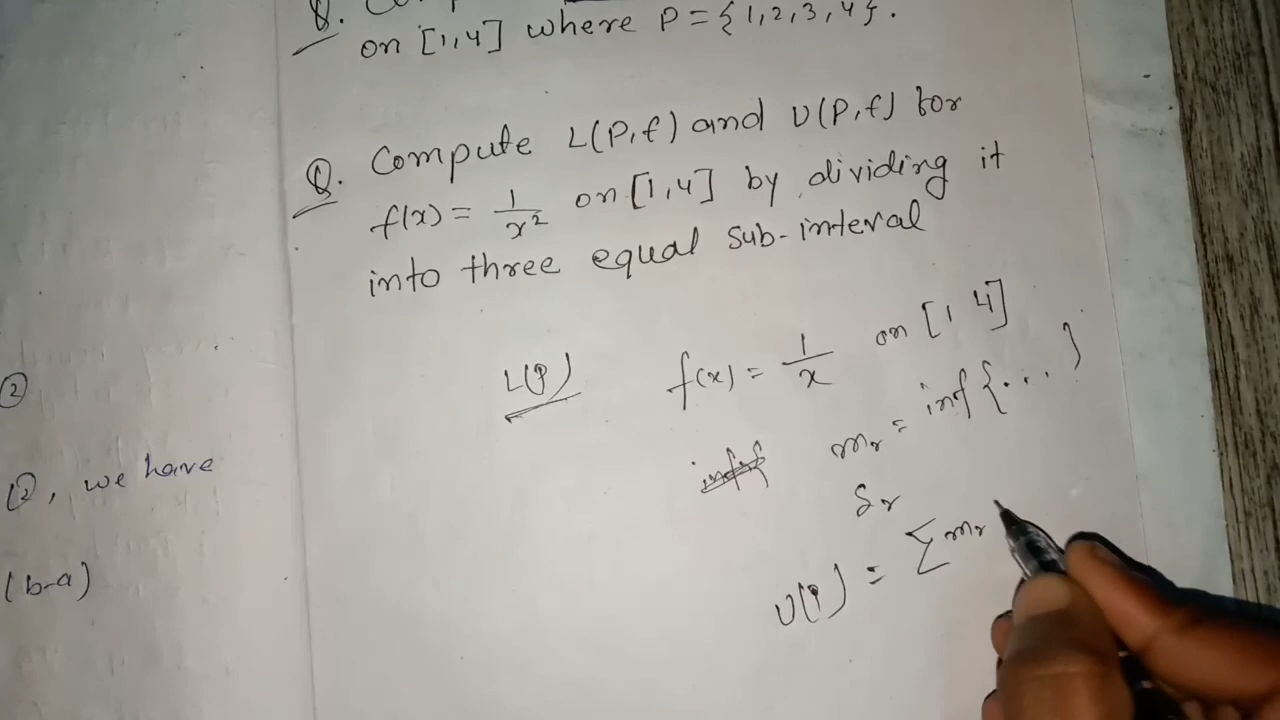 Q.
on [1,4] where P = {1,2,3,4}.
Q. Compute L(P,f) and U(P,f) for
f(x) = 1/x² on [1,4] by dividing it
into three equal sub-interval
L(P) f(x) = 1/x on [1 4]
mr = inf {...}
δr
U(P) = Σ mr
②
②, we have
(b-a)